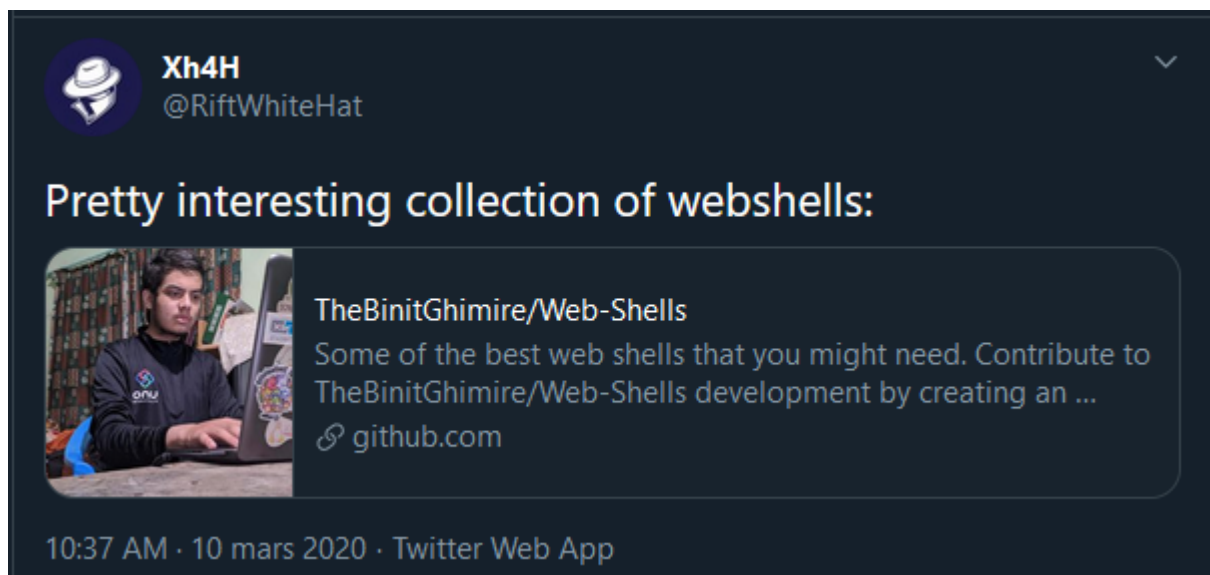 Xh4H
@RiftWhiteHat
Pretty interesting collection of webshells:
TheBinitGhimire/Web-Shells
Some of the best web shells that you might need. Contribute to
TheBinitGhimire/Web-Shells development by creating an ...
github.com
onu
10:37 AM · 10 mars 2020 · Twitter Web App